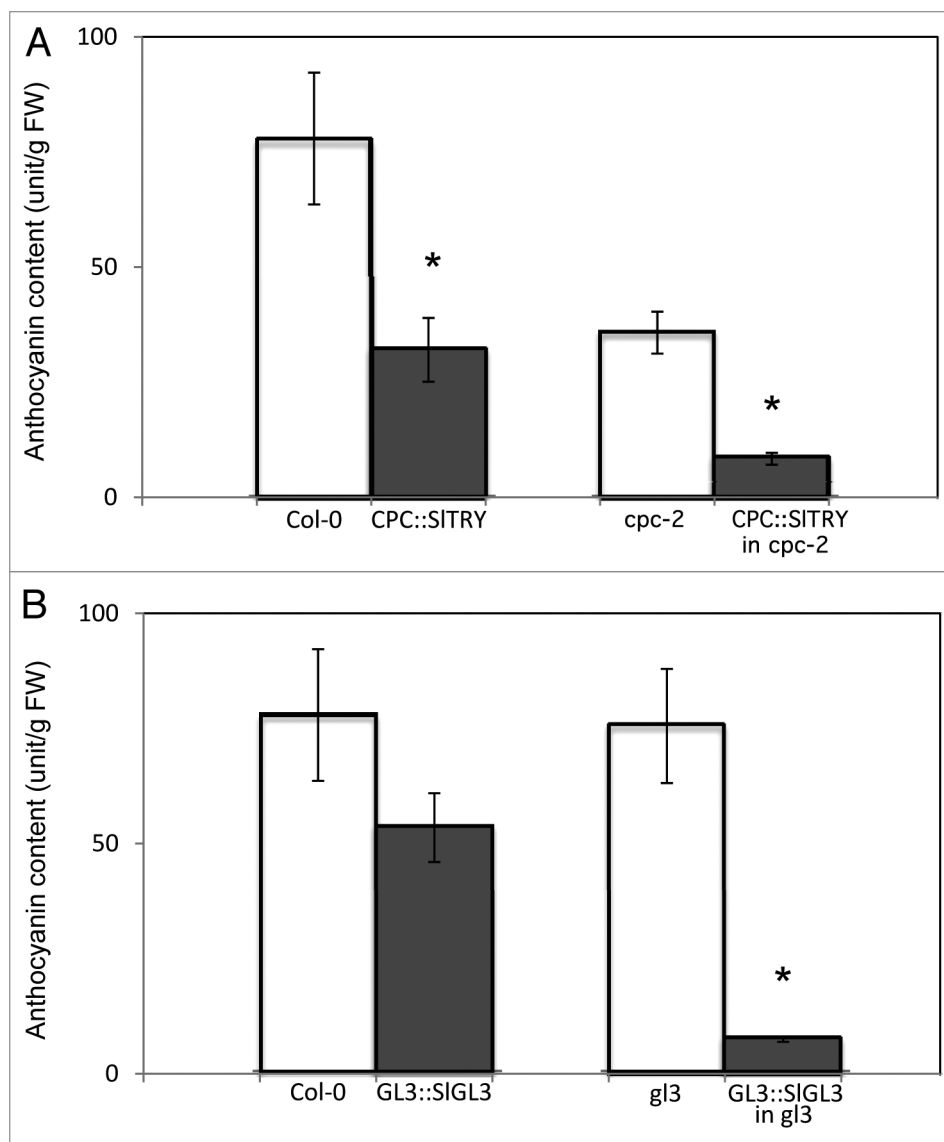 A
Anthocyanin content (unit/g FW)
100
50
0
*
*
Col-0
CPC::SlTRY
cpc-2
CPC::SlTRY
in cpc-2
B
Anthocyanin content (unit/g FW)
100
50
0
*
Col-0
GL3::SlGL3
gl3
GL3::SlGL3
in gl3